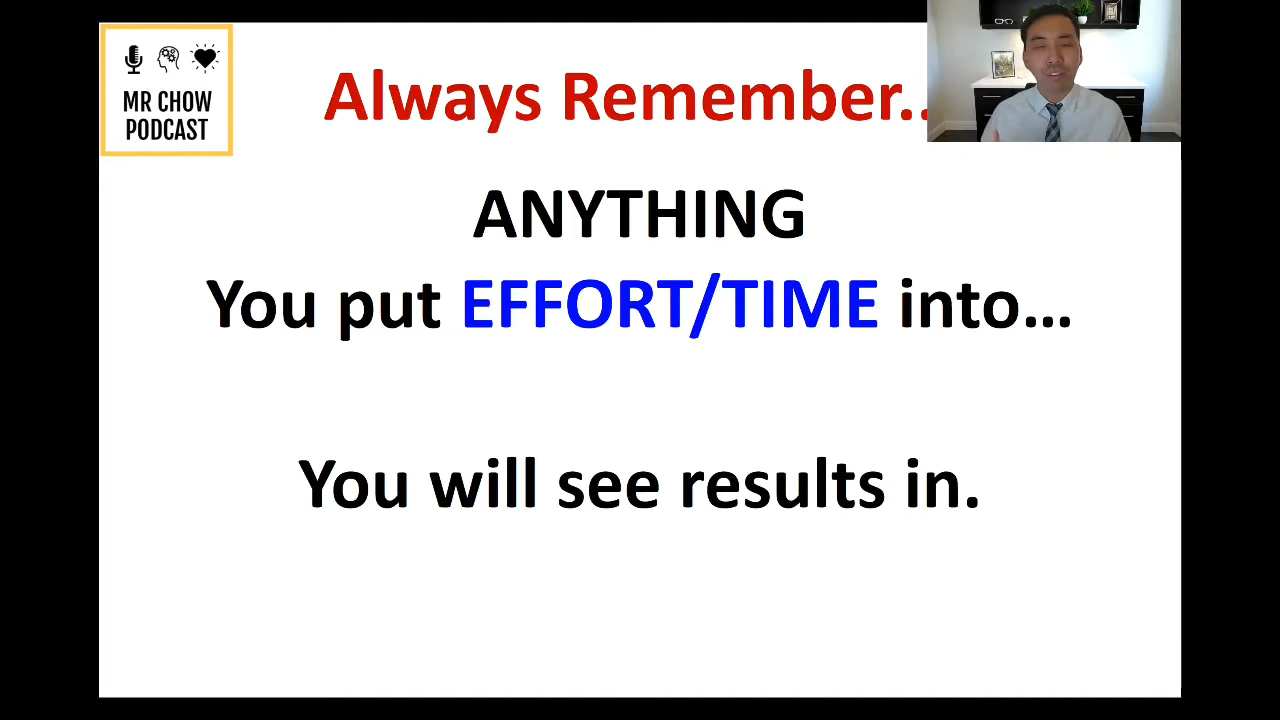 MR CHOW
PODCAST
Always Remember..
ANYTHING
You put EFFORT/TIME into...
You will see results in.